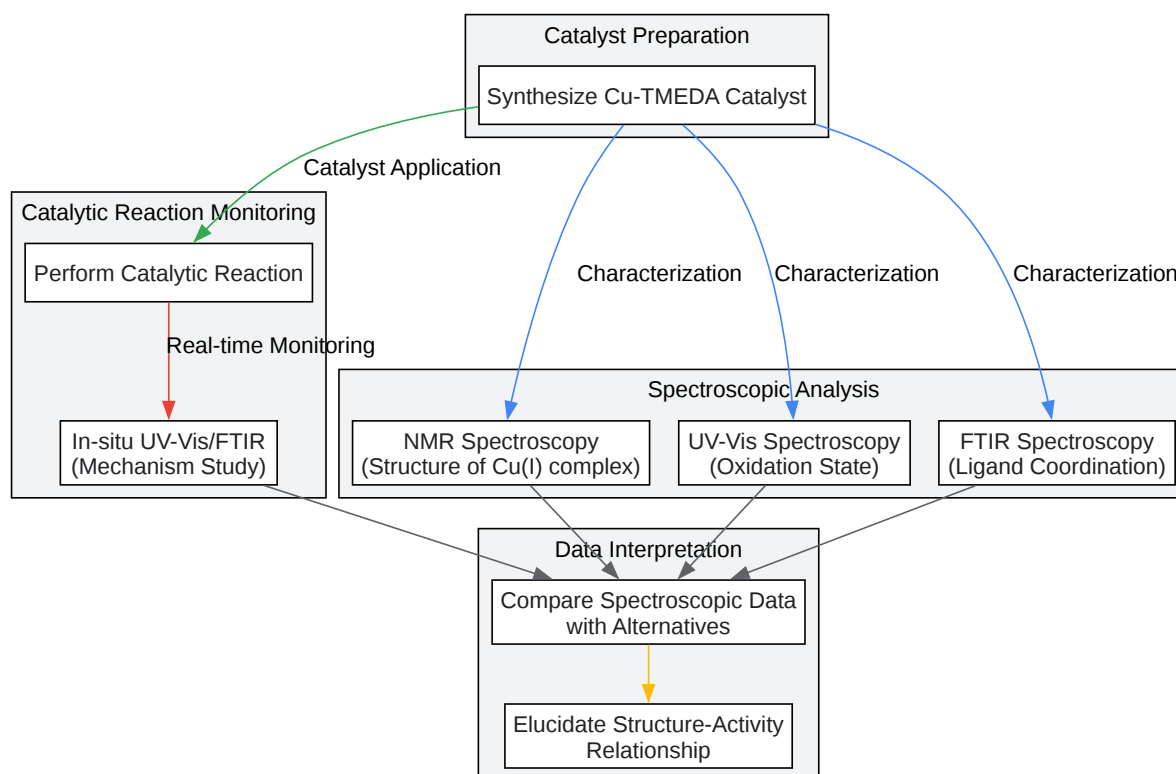 Catalyst Preparation
Synthesize Cu-TMEDA Catalyst
Catalyst Application
Catalytic Reaction Monitoring
Perform Catalytic Reaction
Characterization
Characterization
Characterization
Real-time Monitoring
Spectroscopic Analysis
In-situ UV-Vis/FTIR
(Mechanism Study)
NMR Spectroscopy
(Structure of Cu(I) complex)
UV-Vis Spectroscopy
(Oxidation State)
FTIR Spectroscopy
(Ligand Coordination)
Data Interpretation
Compare Spectroscopic Data
with Alternatives
Elucidate Structure-Activity
Relationship